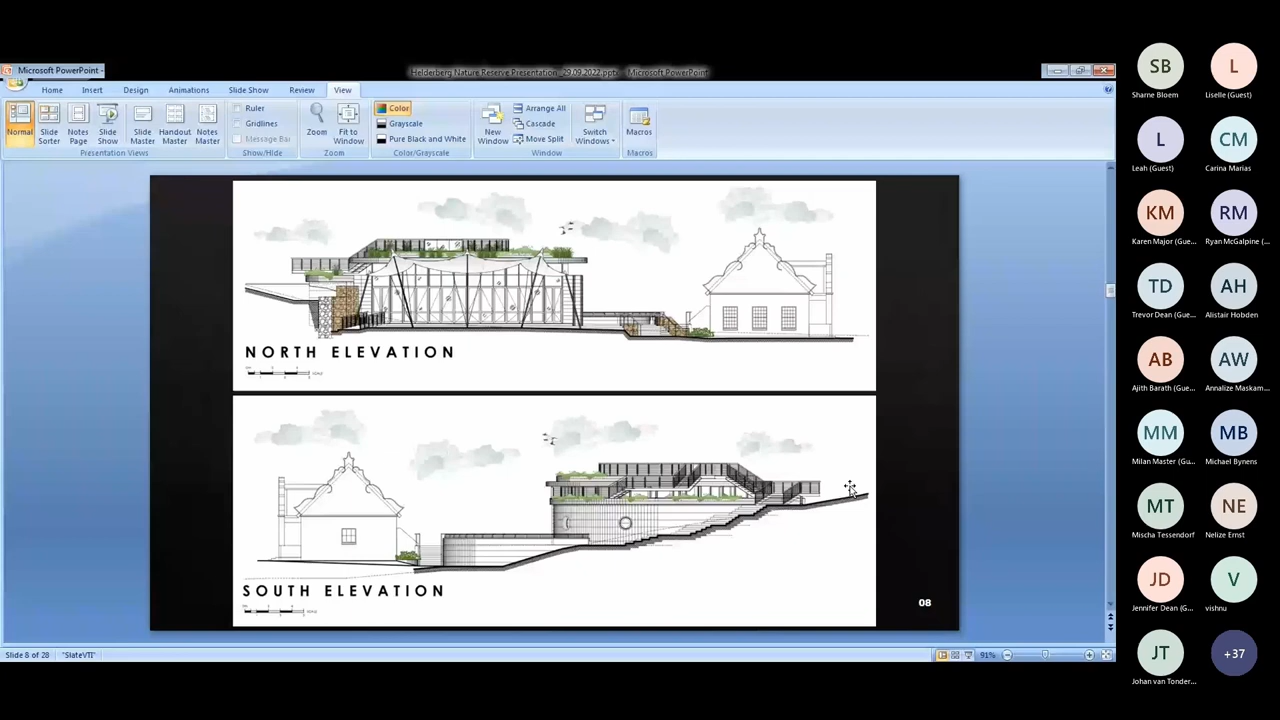 Microsoft PowerPoint -
Helderberg Nature Reserve Presentation _29.09.2022.ppt - Microsoft PowerPoint
Home Insert Design Animations Slide Show Review View
Normal Slide Sorter Notes Page Slide Show Slide Master Handout Master Notes Master
Presentation Views
Ruler
Gridlines
Message Bar
Show/Hide
Zoom Fit to Window
Zoom
Color
Grayscale
Pure Black and White
Color/Grayscale
New Window
Arrange All
Cascade
Move Split
Switch Windows
Window
Macros
Macros
NORTH ELEVATION
SOUTH ELEVATION
08
Slide 8 of 28 "SlateVTI" 91%
SB L
Sharne Bloem Liselle (Guest)
L CM
Leah (Guest) Carina Marias
KM RM
Karen Major (Gue... Ryan McGalpine (...
TD AH
Trevor Dean (Gue... Alistair Hobden
AB AW
Ajith Barath (Gue... Annalize Maskam...
MM MB
Milan Master (Gu... Michael Bynens
MT NE
Mischa Tessendorf Nelize Ernst
JD V
Jennifer Dean (G... vishnu
JT +37
Johan van Tonder...